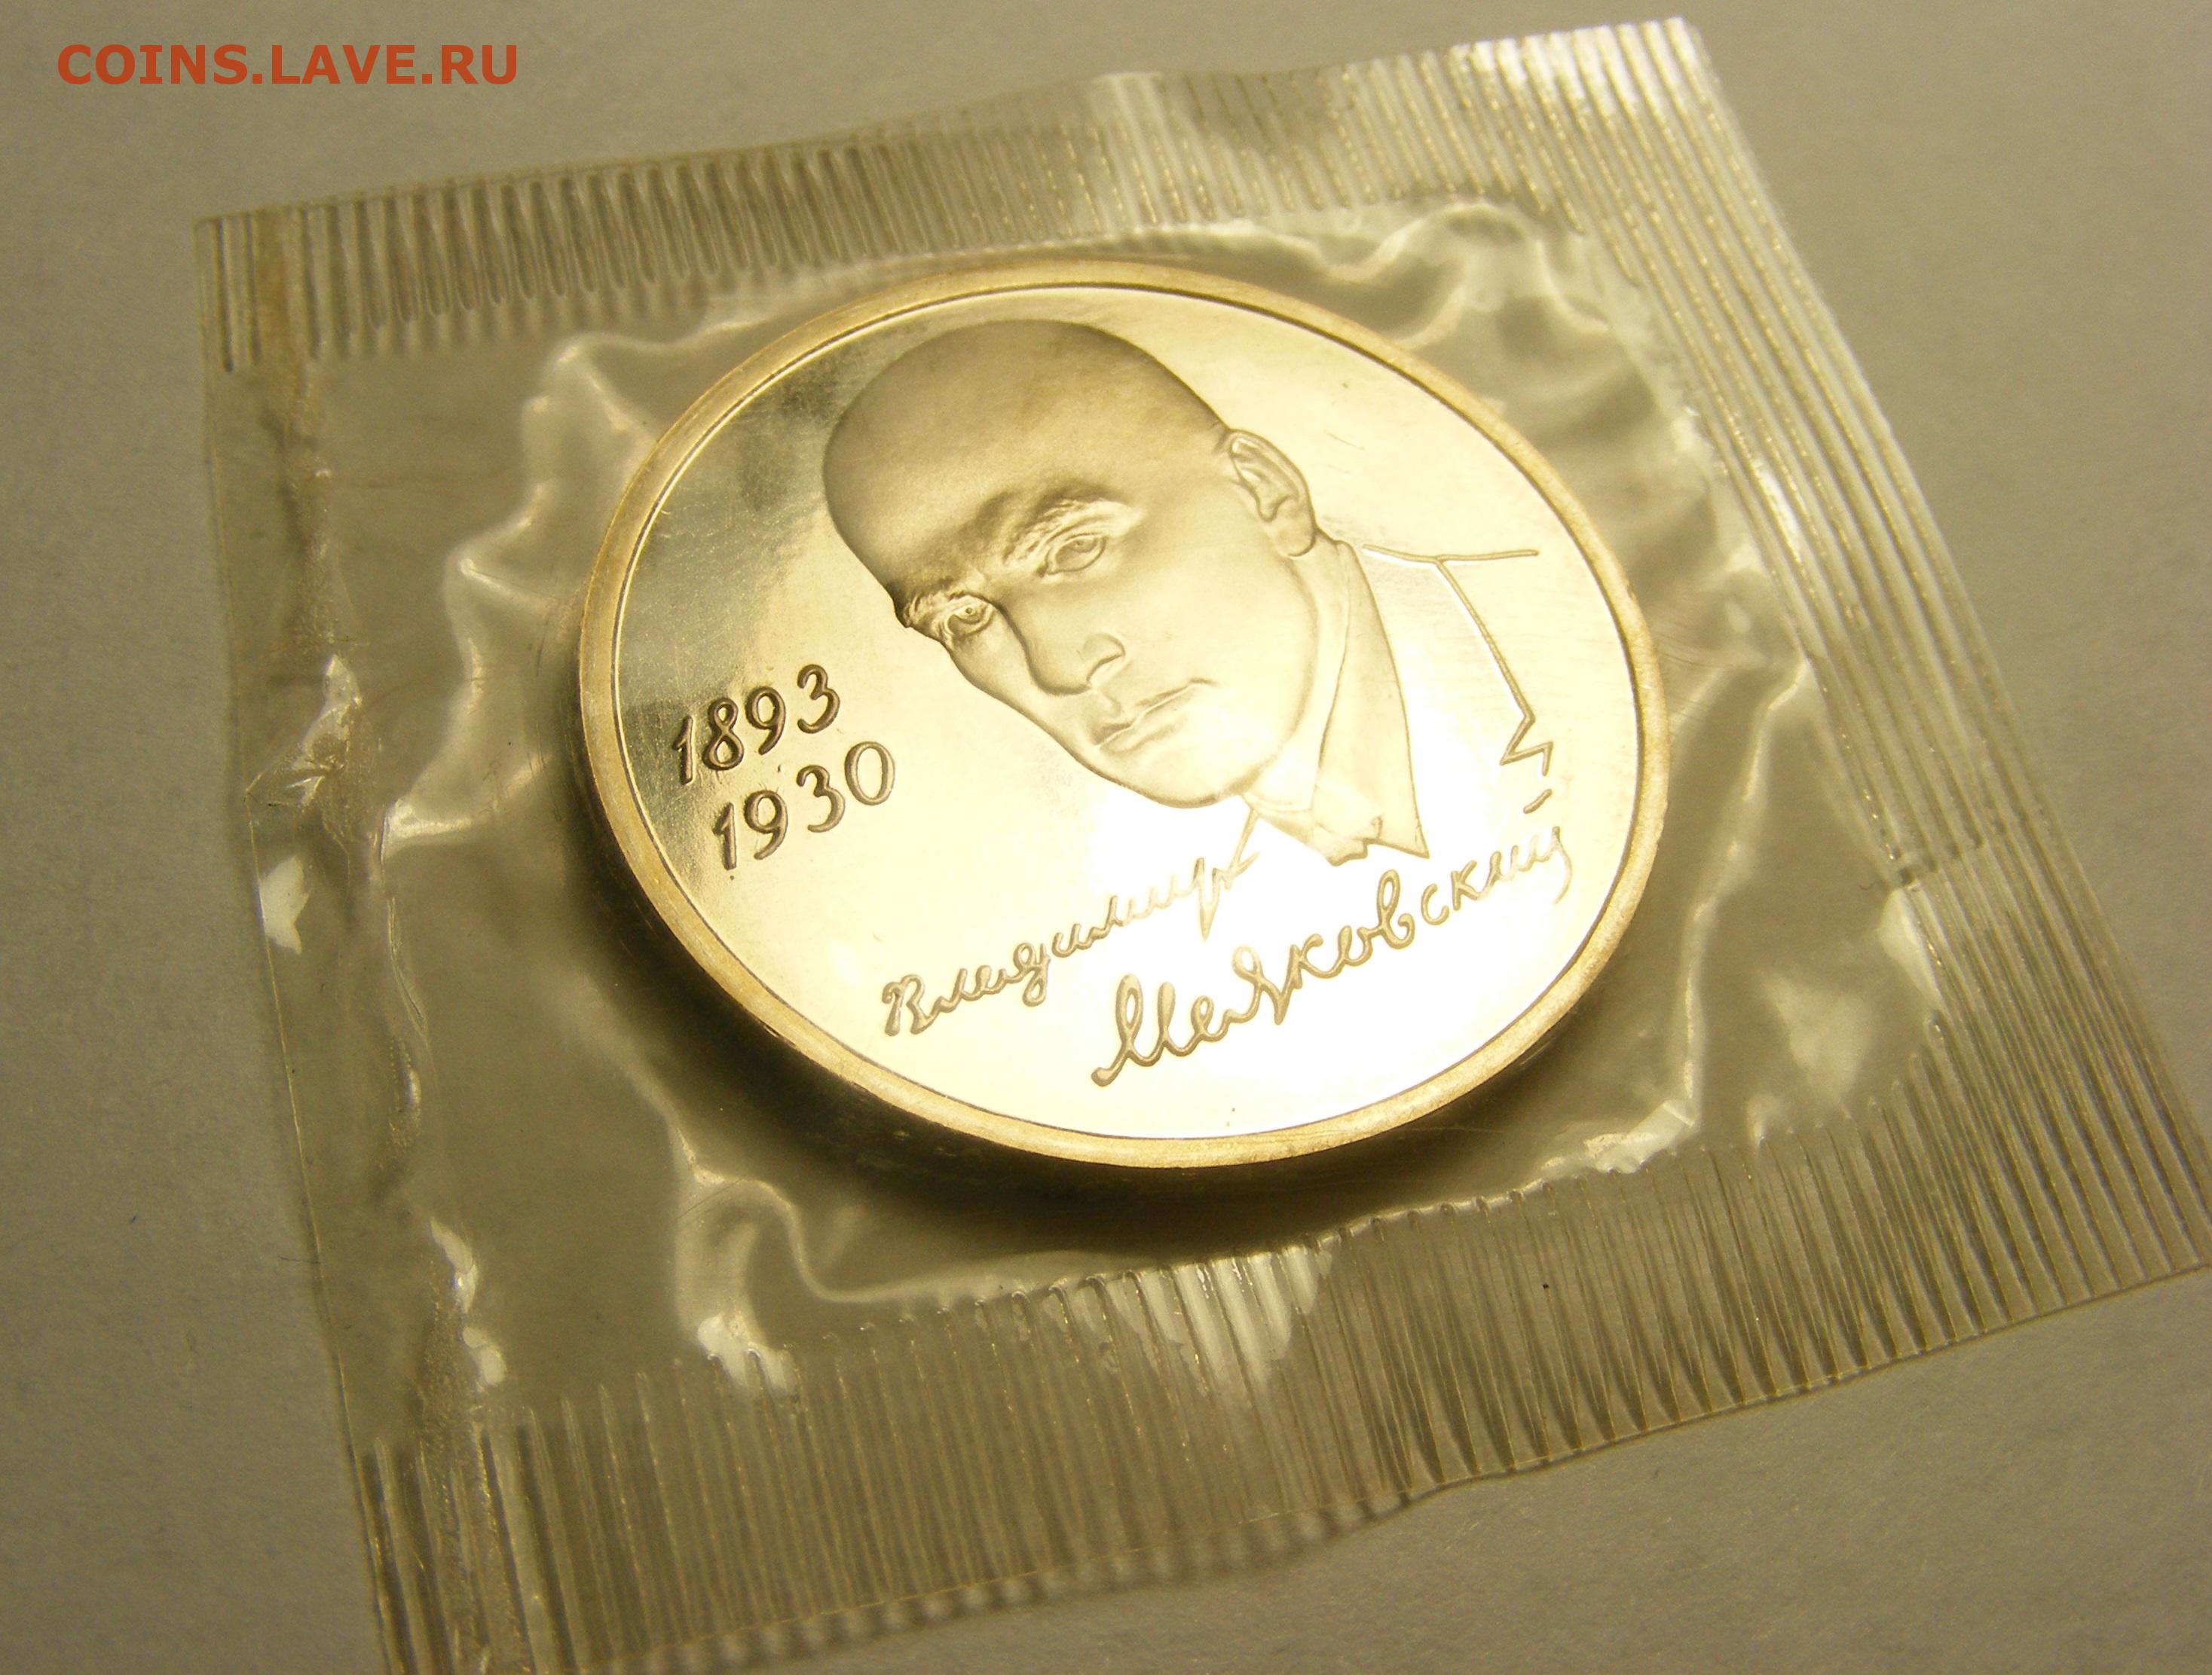 COINS.LAVE.RU
1893
1930
Владимир
Маяковский